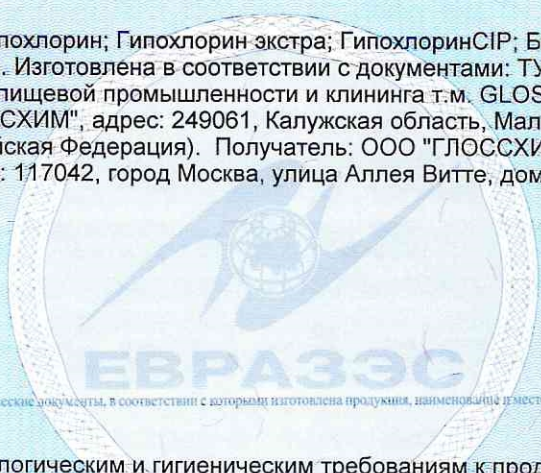 похлорин; Гипохлорин экстра; ГипохлоринCIP; Б
. Изготовлена в соответствии с документами: ТУ
пищевой промышленности и клининга т.м. GLOS
СХИМ", адрес: 249061, Калужская область, Мал
йская Федерация). Получатель: ООО "ГЛОССХИ
: 117042, город Москва, улица Аллея Витте, дом
ЕВРАЗЭС
ческие документы, в соответствии с которыми изготовлена продукция, наименование и мест
логическим и гигиеническим требованиям к прод